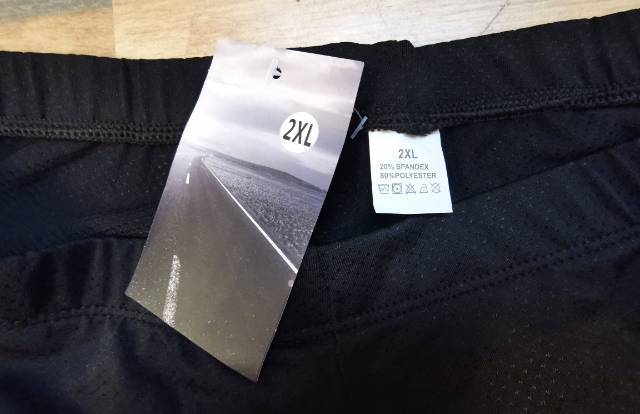 2XL
2XL
20% SPANDEX
80%POLYESTER